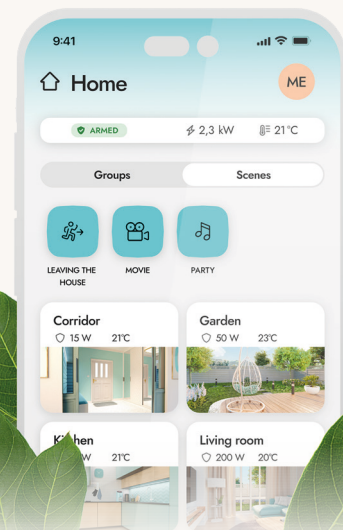 9:41
Home
ME
ARMED
2,3 kW
21°C
Groups
Scenes
LEAVING THE
HOUSE
MOVIE
PARTY
Corridor
15 W 21°C
Garden
50 W 23°C
W 21°C
Living room
200 W 20°C